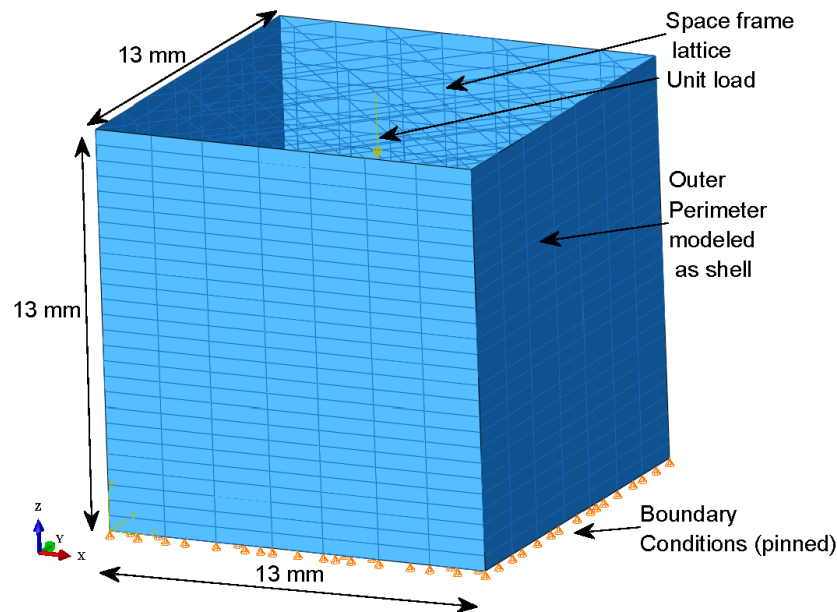 Space frame
lattice
Unit load
13 mm
Outer
Perimeter
modeled
as shell
13 mm
Boundary
Conditions (pinned)
13 mm
z
Y
x